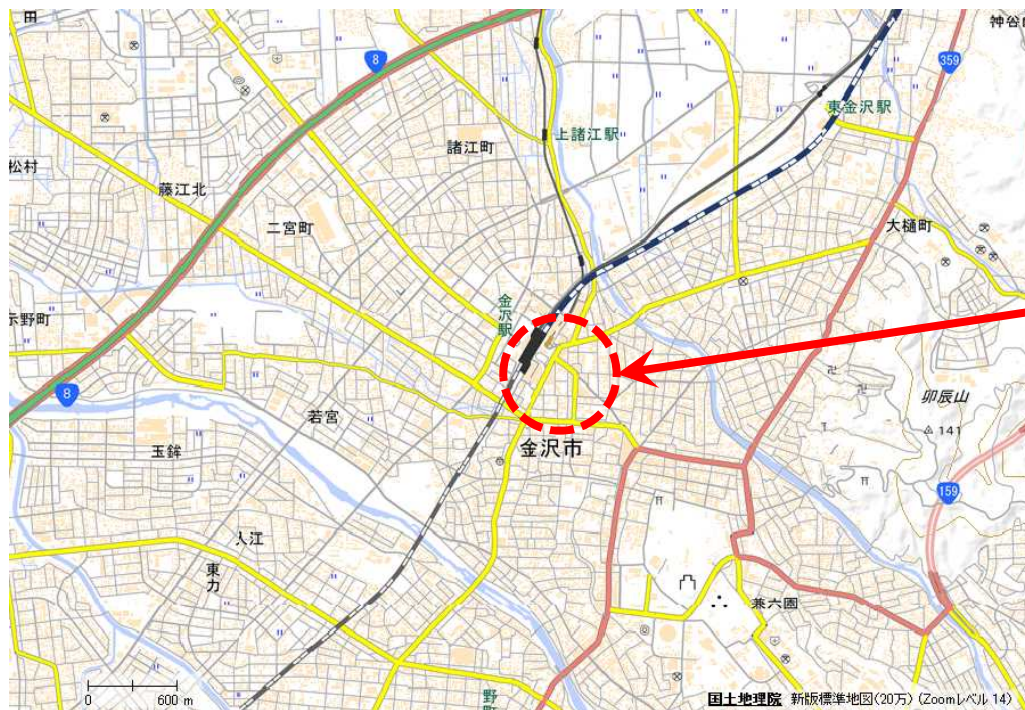 田
神谷
8
359
東金沢駅
上諸江駅
諸江町
松村
藤江北
二宮町
大樋町
金沢駅
示野町
8
若宮
卯辰山
141
金沢市
玉鉾
159
入江
東力
兼六園
0 600 m
野
国土地理院 新版標準地図(20万) (Zoomレベル 14)